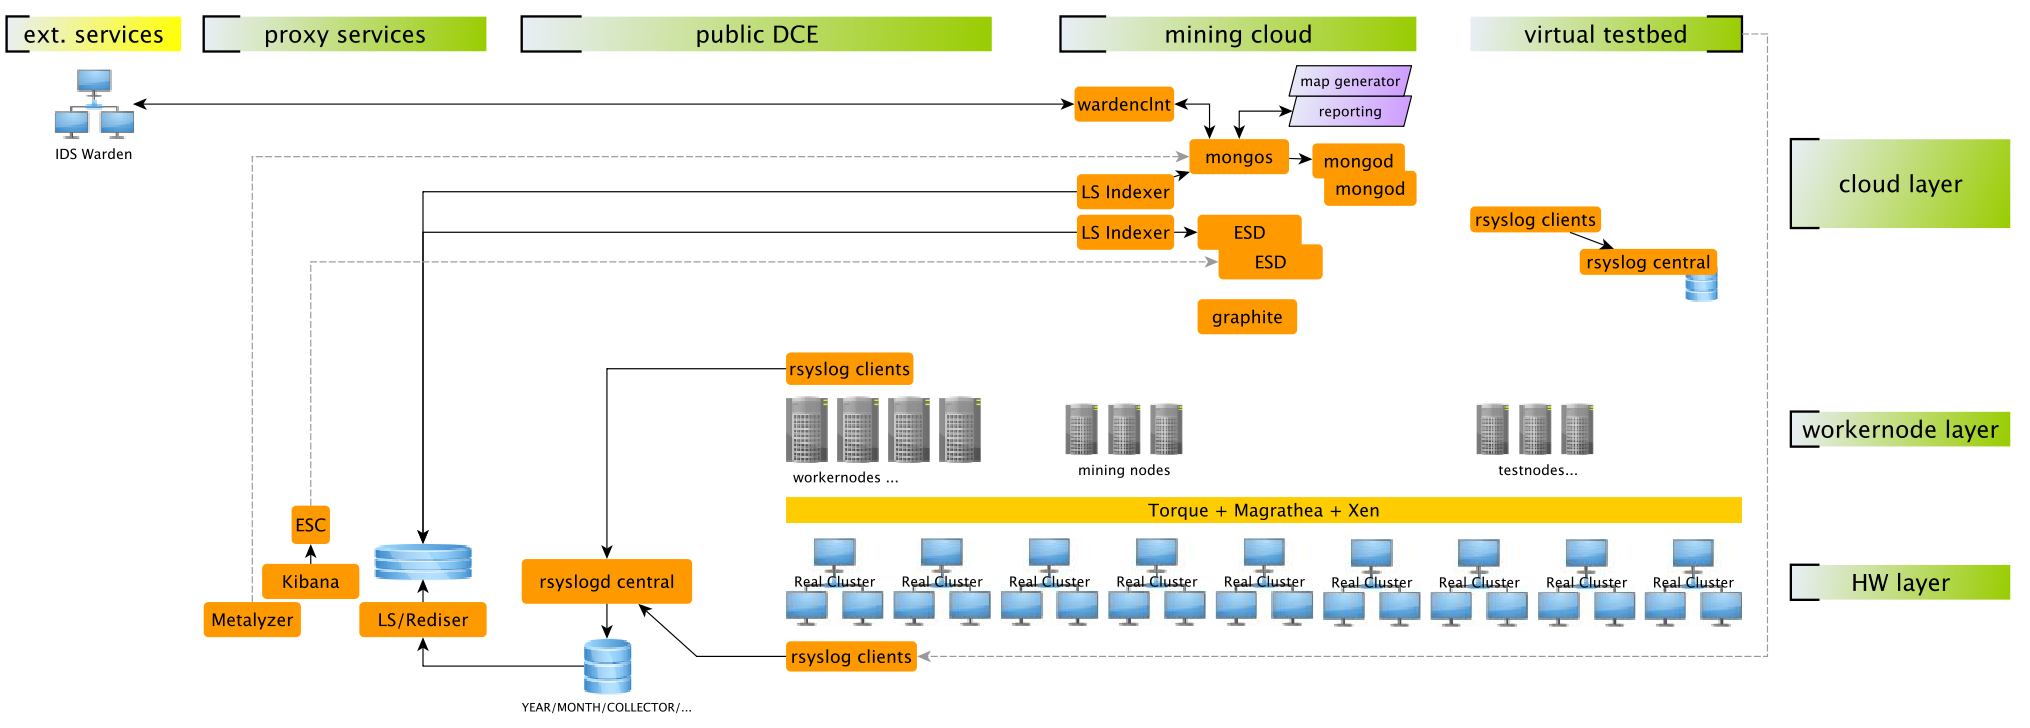 ext. services
proxy services
public DCE
mining cloud
virtual testbed
map generator
wardenclnt
reporting
IDS Warden
mongos
mongod
cloud layer
mongod
LS Indexer
rsyslog clients
LS Indexer
ESD
ESD
rsyslog central
graphite
rsyslog clients
workernode layer
mining nodes
testnodes...
workernodes ...
Torque + Magrathea + Xen
ESC
Kibana
rsyslogd central
Real Cluster
Real Cluster
Real Cluster
Real Cluster
Real Cluster
Real Cluster
Real Cluster
Real Cluster
Real Cluster
HW layer
Metalyzer
LS/Rediser
rsyslog clients
YEAR/MONTH/COLLECTOR/...